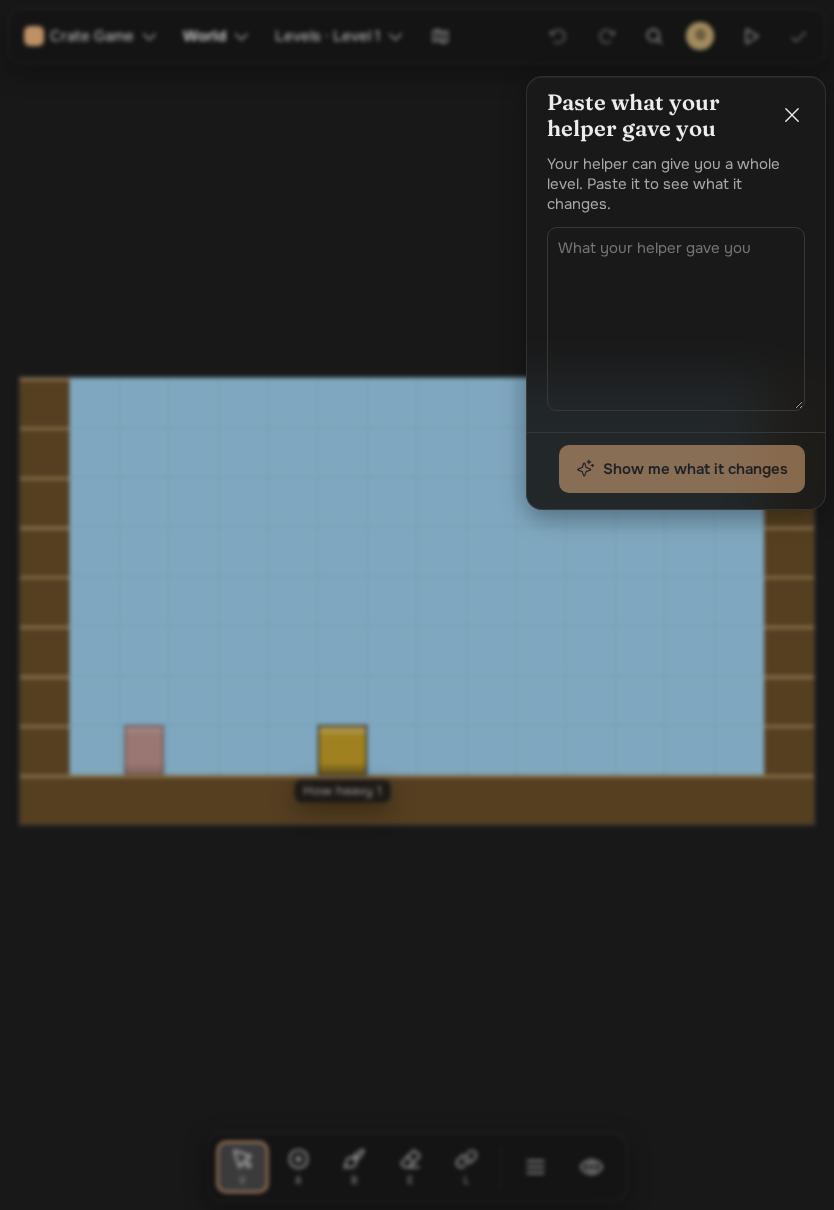 Crate Game
World
Levels · Level 1
Paste what your
helper gave you
Your helper can give you a whole
level. Paste it to see what it
changes.
What your helper gave you
Show me what it changes
How heavy 1
V
A
B
E
L